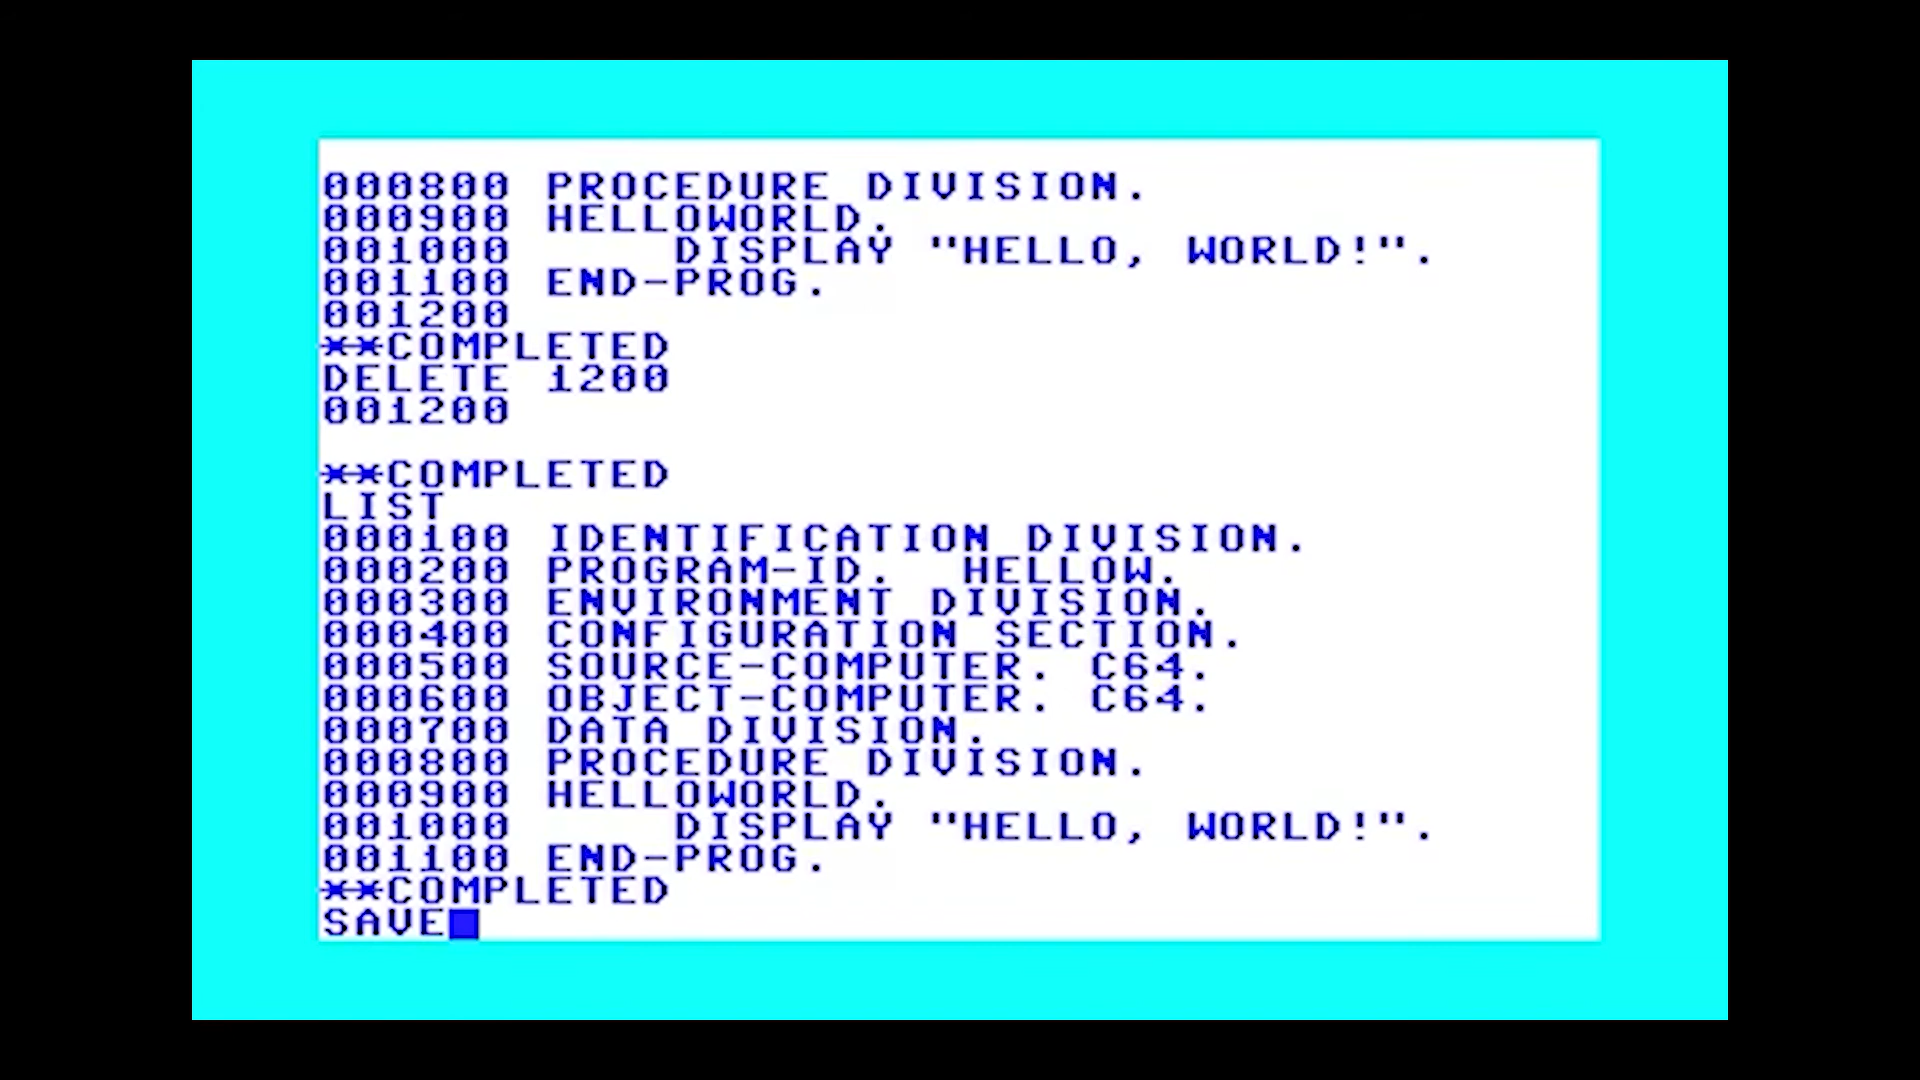 000800 PROCEDURE DIVISION.
000900 HELLOWORLD.
001000     DISPLAY "HELLO, WORLD!".
001100 END-PROG.
001200
**COMPLETED
DELETE 1200
001200
**COMPLETED
LIST
000100 IDENTIFICATION DIVISION.
000200 PROGRAM-ID.  HELLOW.
000300 ENVIRONMENT DIVISION.
000400 CONFIGURATION SECTION.
000500 SOURCE-COMPUTER. C64.
000600 OBJECT-COMPUTER. C64.
000700 DATA DIVISION.
000800 PROCEDURE DIVISION.
000900 HELLOWORLD.
001000     DISPLAY "HELLO, WORLD!".
001100 END-PROG.
**COMPLETED
SAVE